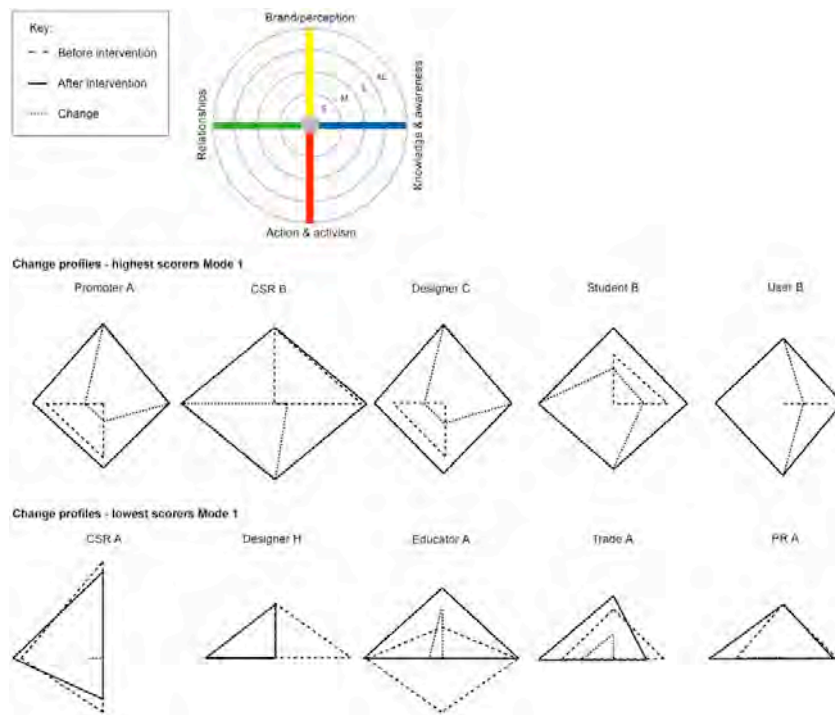 Key:
Before intervention
After intervention
Change
Brand/perception
Relationships
Knowledge & awareness
S
M
L
XL
Action & activism
Change profiles - highest scorers Mode 1
Promoter A
CSR B
Designer C
Student B
User B
Change profiles - lowest scorers Mode 1
CSR A
Designer H
Educator A
Trade A
PR A